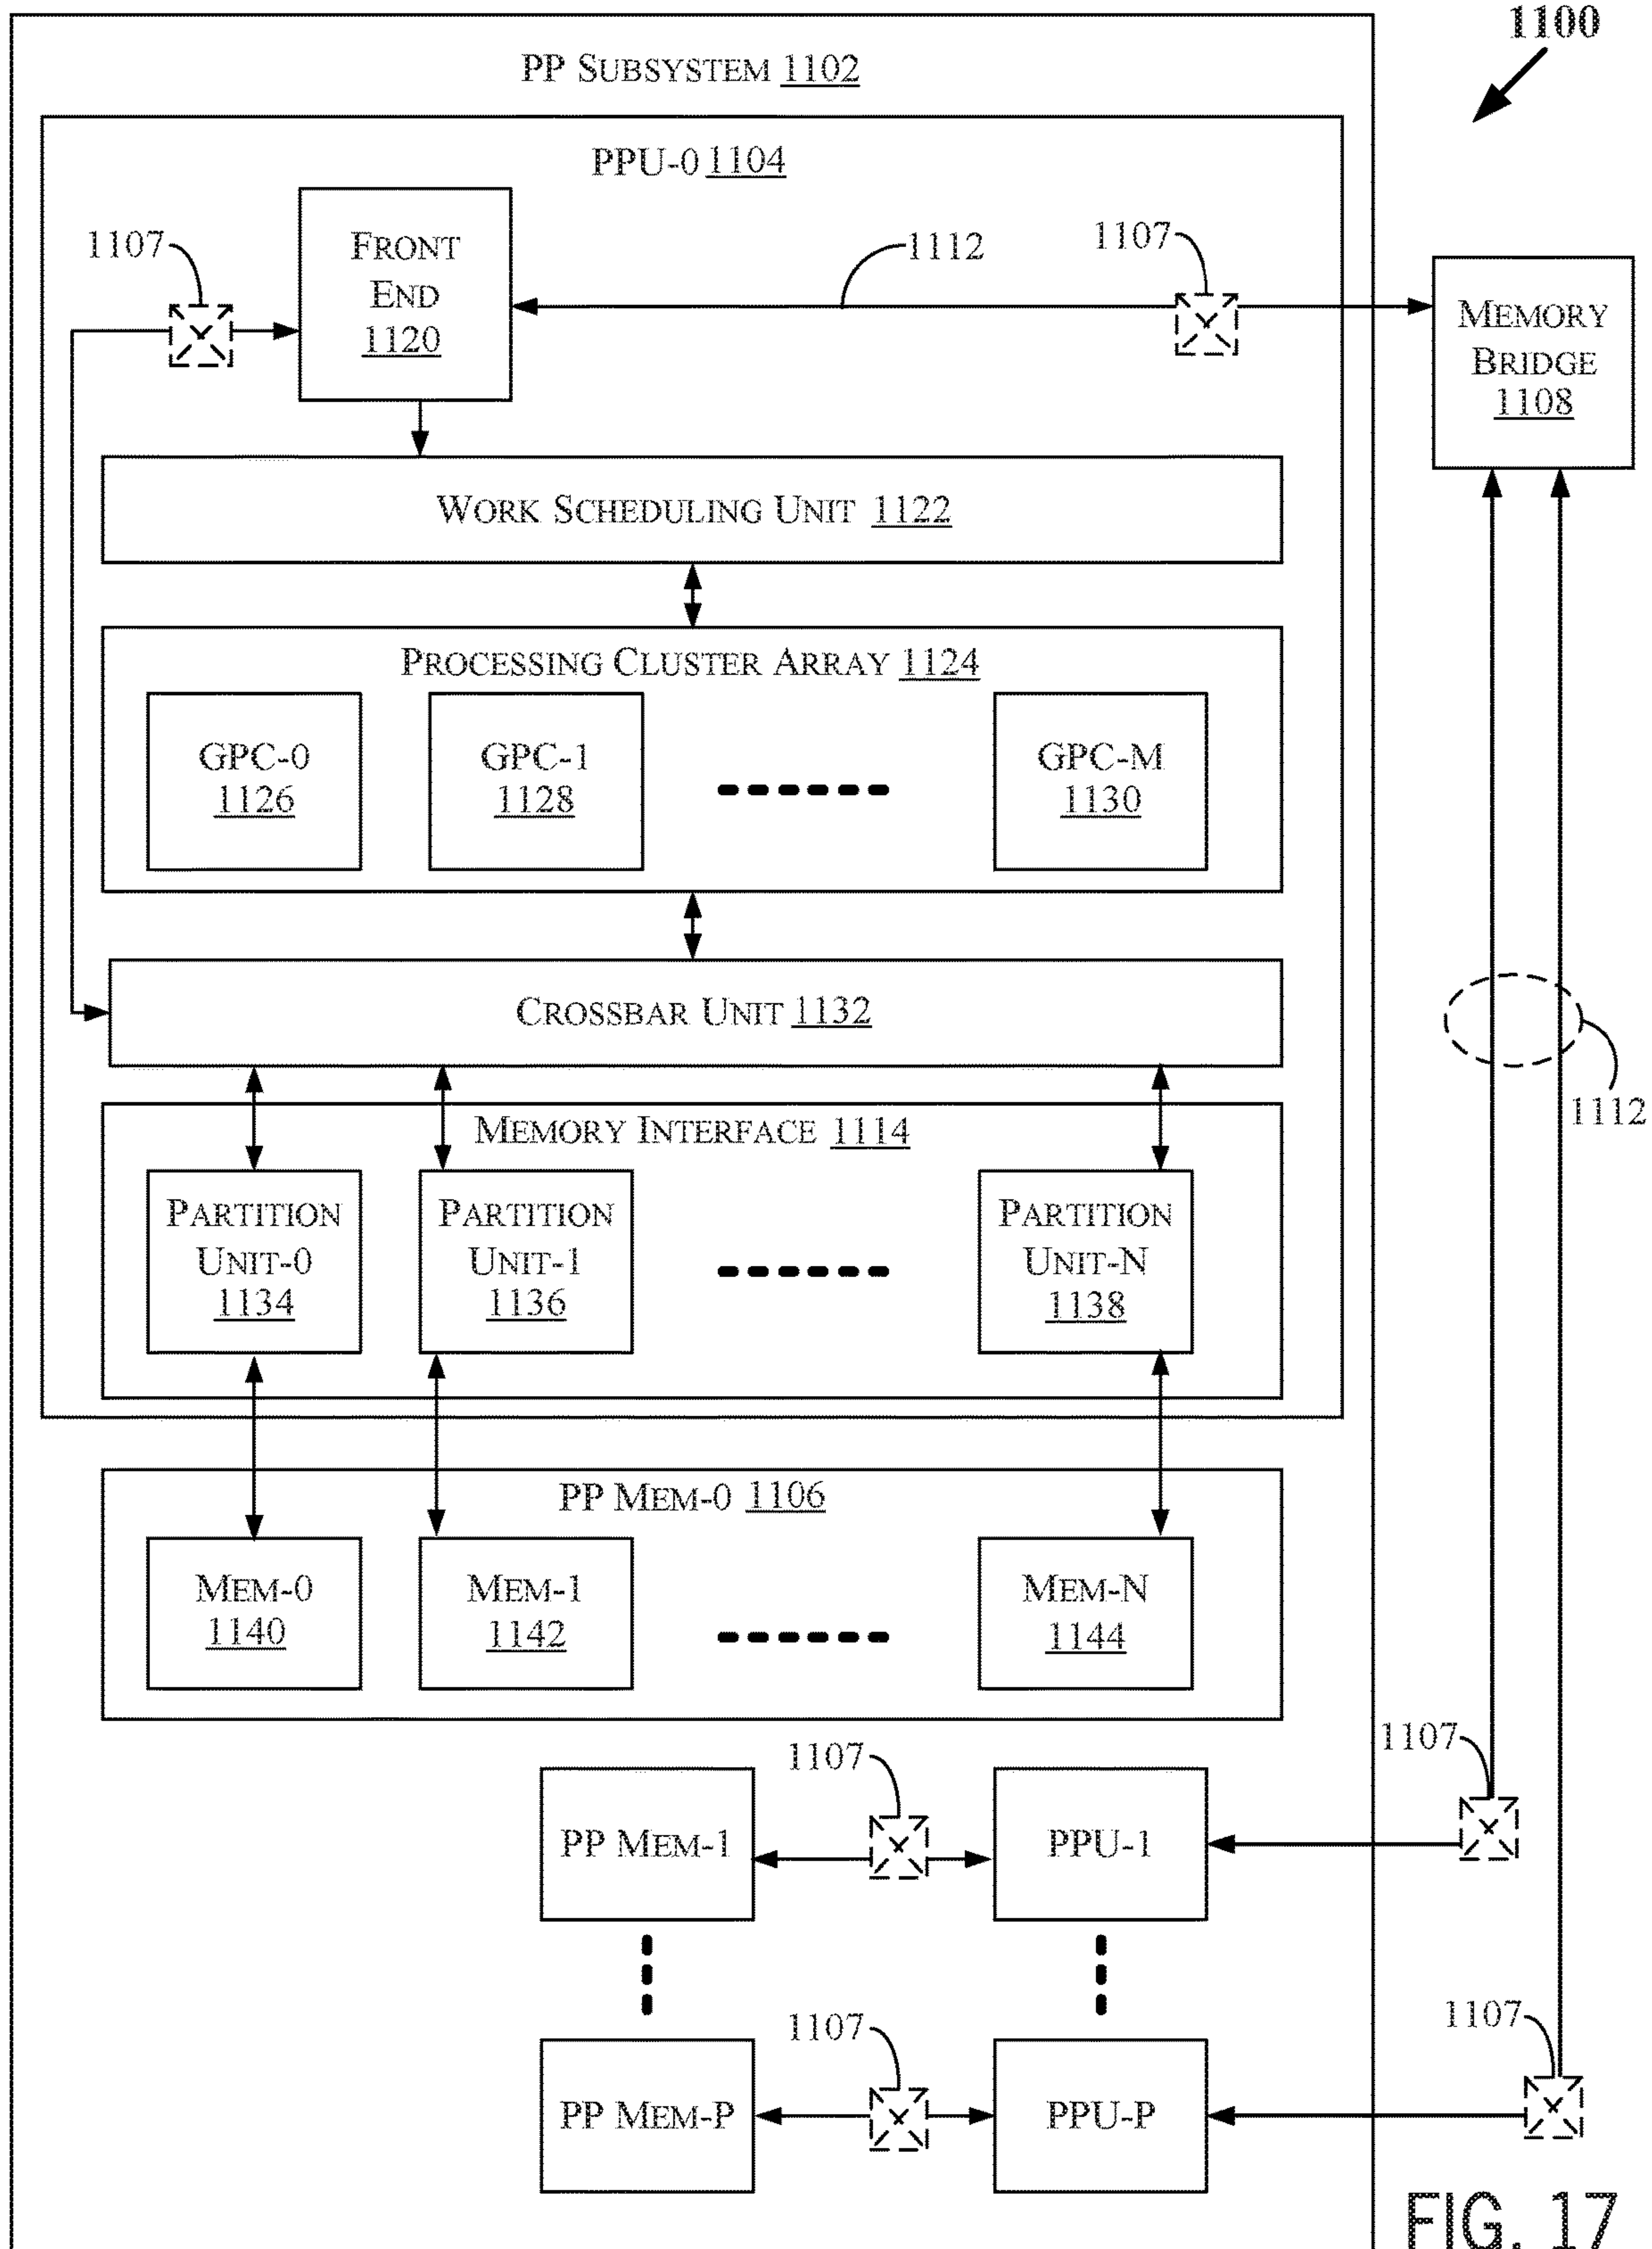 1100
PP SUBSYSTEM 1102
PPU-0 1104
1107
FRONT
END
1120
1112
1107
MEMORY
BRIDGE
1108
WORK SCHEDULING UNIT 1122
PROCESSING CLUSTER ARRAY 1124
GPC-0
1126
GPC-1
1128
GPC-M
1130
CROSSBAR UNIT 1132
1112
MEMORY INTERFACE 1114
PARTITION
UNIT-0
1134
PARTITION
UNIT-1
1136
PARTITION
UNIT-N
1138
PP MEM-0 1106
MEM-0
1140
MEM-1
1142
MEM-N
1144
1107
1107
PP MEM-1
PPU-1
1107
1107
PP MEM-P
PPU-P
FIG. 17